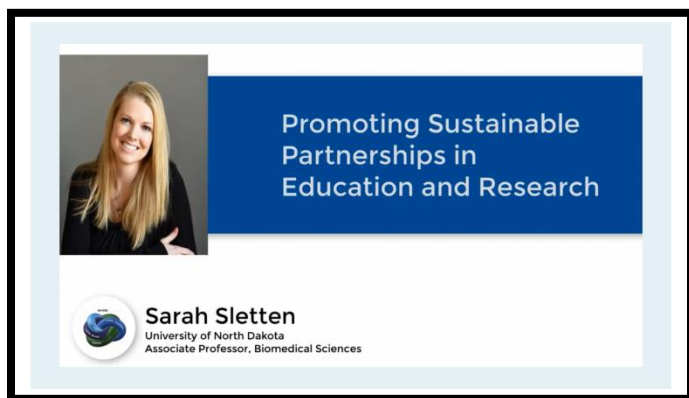 Promoting Sustainable
Partnerships in
Education and Research
Sarah Sletten
University of North Dakota
Associate Professor, Biomedical Sciences